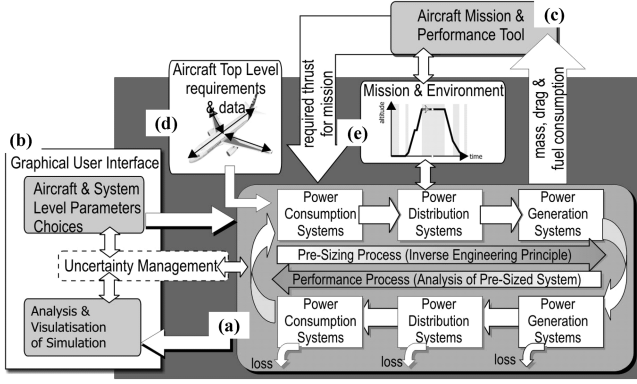 Aircraft Mission &
Performance Tool
(c)
Aircraft Top Level
requirements
& data
(d)
required thrust
for mission
Mission & Environment
altitude
time
(e)
mass, drag &
fuel consumption
(b)
Graphical User Interface
Aircraft & System
Level Parameters
Choices
Uncertainty Management
Analysis &
Visulatisation
of Simulation
(a)
Power
Consumption
Systems
Power
Distribution
Systems
Power
Generation
Systems
Pre-Sizing Process (Inverse Engineering Principle)
Performance Process (Analysis of Pre-Sized System)
Power
Consumption
Systems
Power
Distribution
Systems
Power
Generation
Systems
loss
loss
loss